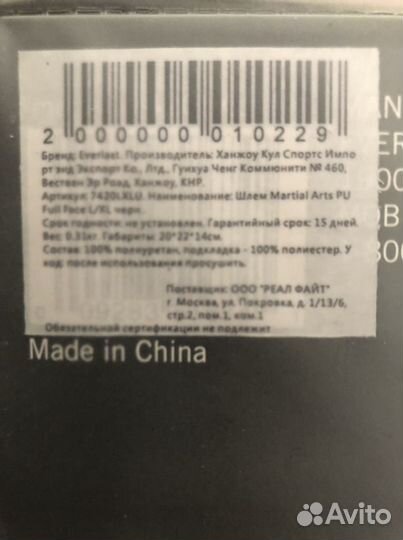 2 000000 010229
Бренд: Everlast. Производитель: Ханжоу Кул Спортс Импо
рт энд Экспорт Ко., Лтд., Гуихуа Ченг Коммюнити № 460,
Вествен Эр Роад, Ханжоу, КНР.
Артикул: 7420LXLU. Наименование: Шлем Martial Arts PU
Full Face L/XL черн.
Срок годности: не установлен. Гарантийный срок: 15 дней.
Вес: 0.31кг. Габариты: 20*22*14см.
Состав: 100% полиуретан, подкладка - 100% полиестер. У
ход: после использования просушить.
Поставщик: ООО "РЕАЛ ФАЙТ"
г. Москва, ул. Покровка, д. 1/13/6,
стр.2, пом.1, ком.1
Обязательной сертификации не подлежит
Made in China
Avito